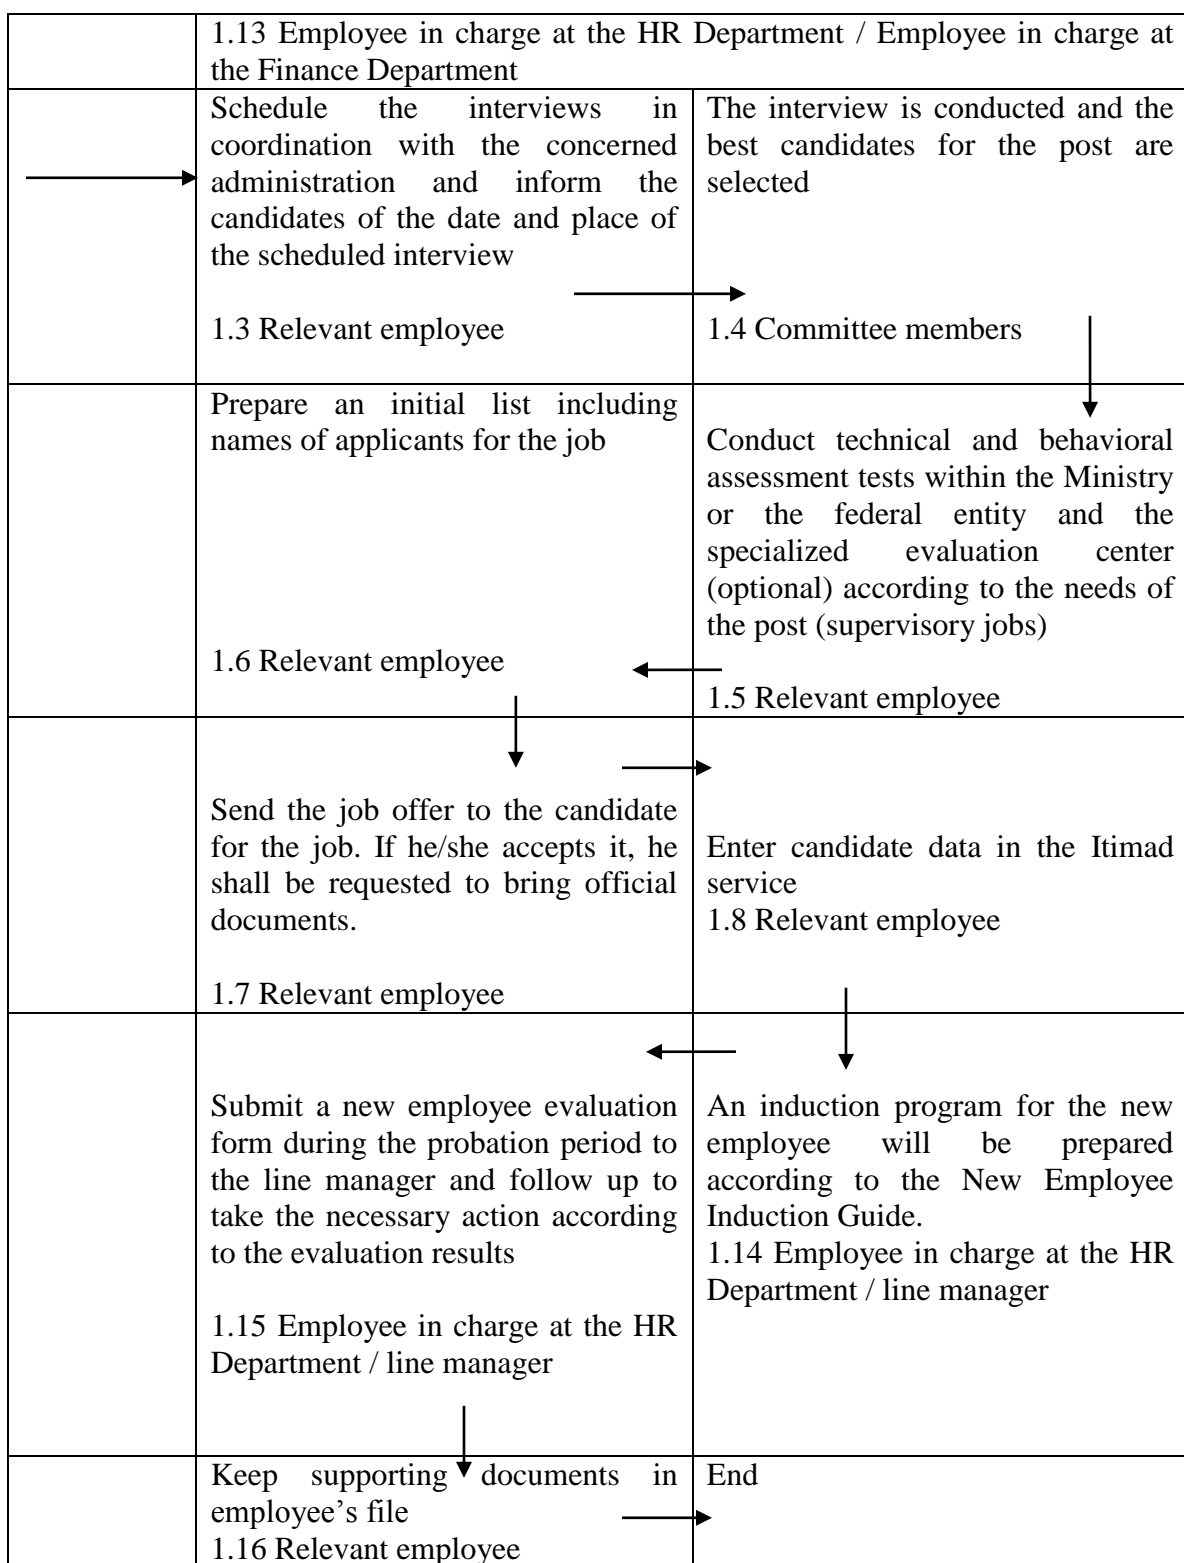 1.13 Employee in charge at the HR Department / Employee in charge at
the Finance Department
Schedule the interviews in
coordination with the concerned
administration and inform the
candidates of the date and place of
the scheduled interview
1.3 Relevant employee
The interview is conducted and the
best candidates for the post are
selected
1.4 Committee members
Prepare an initial list including
names of applicants for the job
1.6 Relevant employee
Conduct technical and behavioral
assessment tests within the Ministry
or the federal entity and the
specialized evaluation center
(optional) according to the needs of
the post (supervisory jobs)
1.5 Relevant employee
Send the job offer to the candidate
for the job. If he/she accepts it, he
shall be requested to bring official
documents.
1.7 Relevant employee
Enter candidate data in the Itimad
service
1.8 Relevant employee
Submit a new employee evaluation
form during the probation period to
the line manager and follow up to
take the necessary action according
to the evaluation results
1.15 Employee in charge at the HR
Department / line manager
An induction program for the new
employee will be prepared
according to the New Employee
Induction Guide.
1.14 Employee in charge at the HR
Department / line manager
Keep supporting documents in
employee’s file
1.16 Relevant employee
End